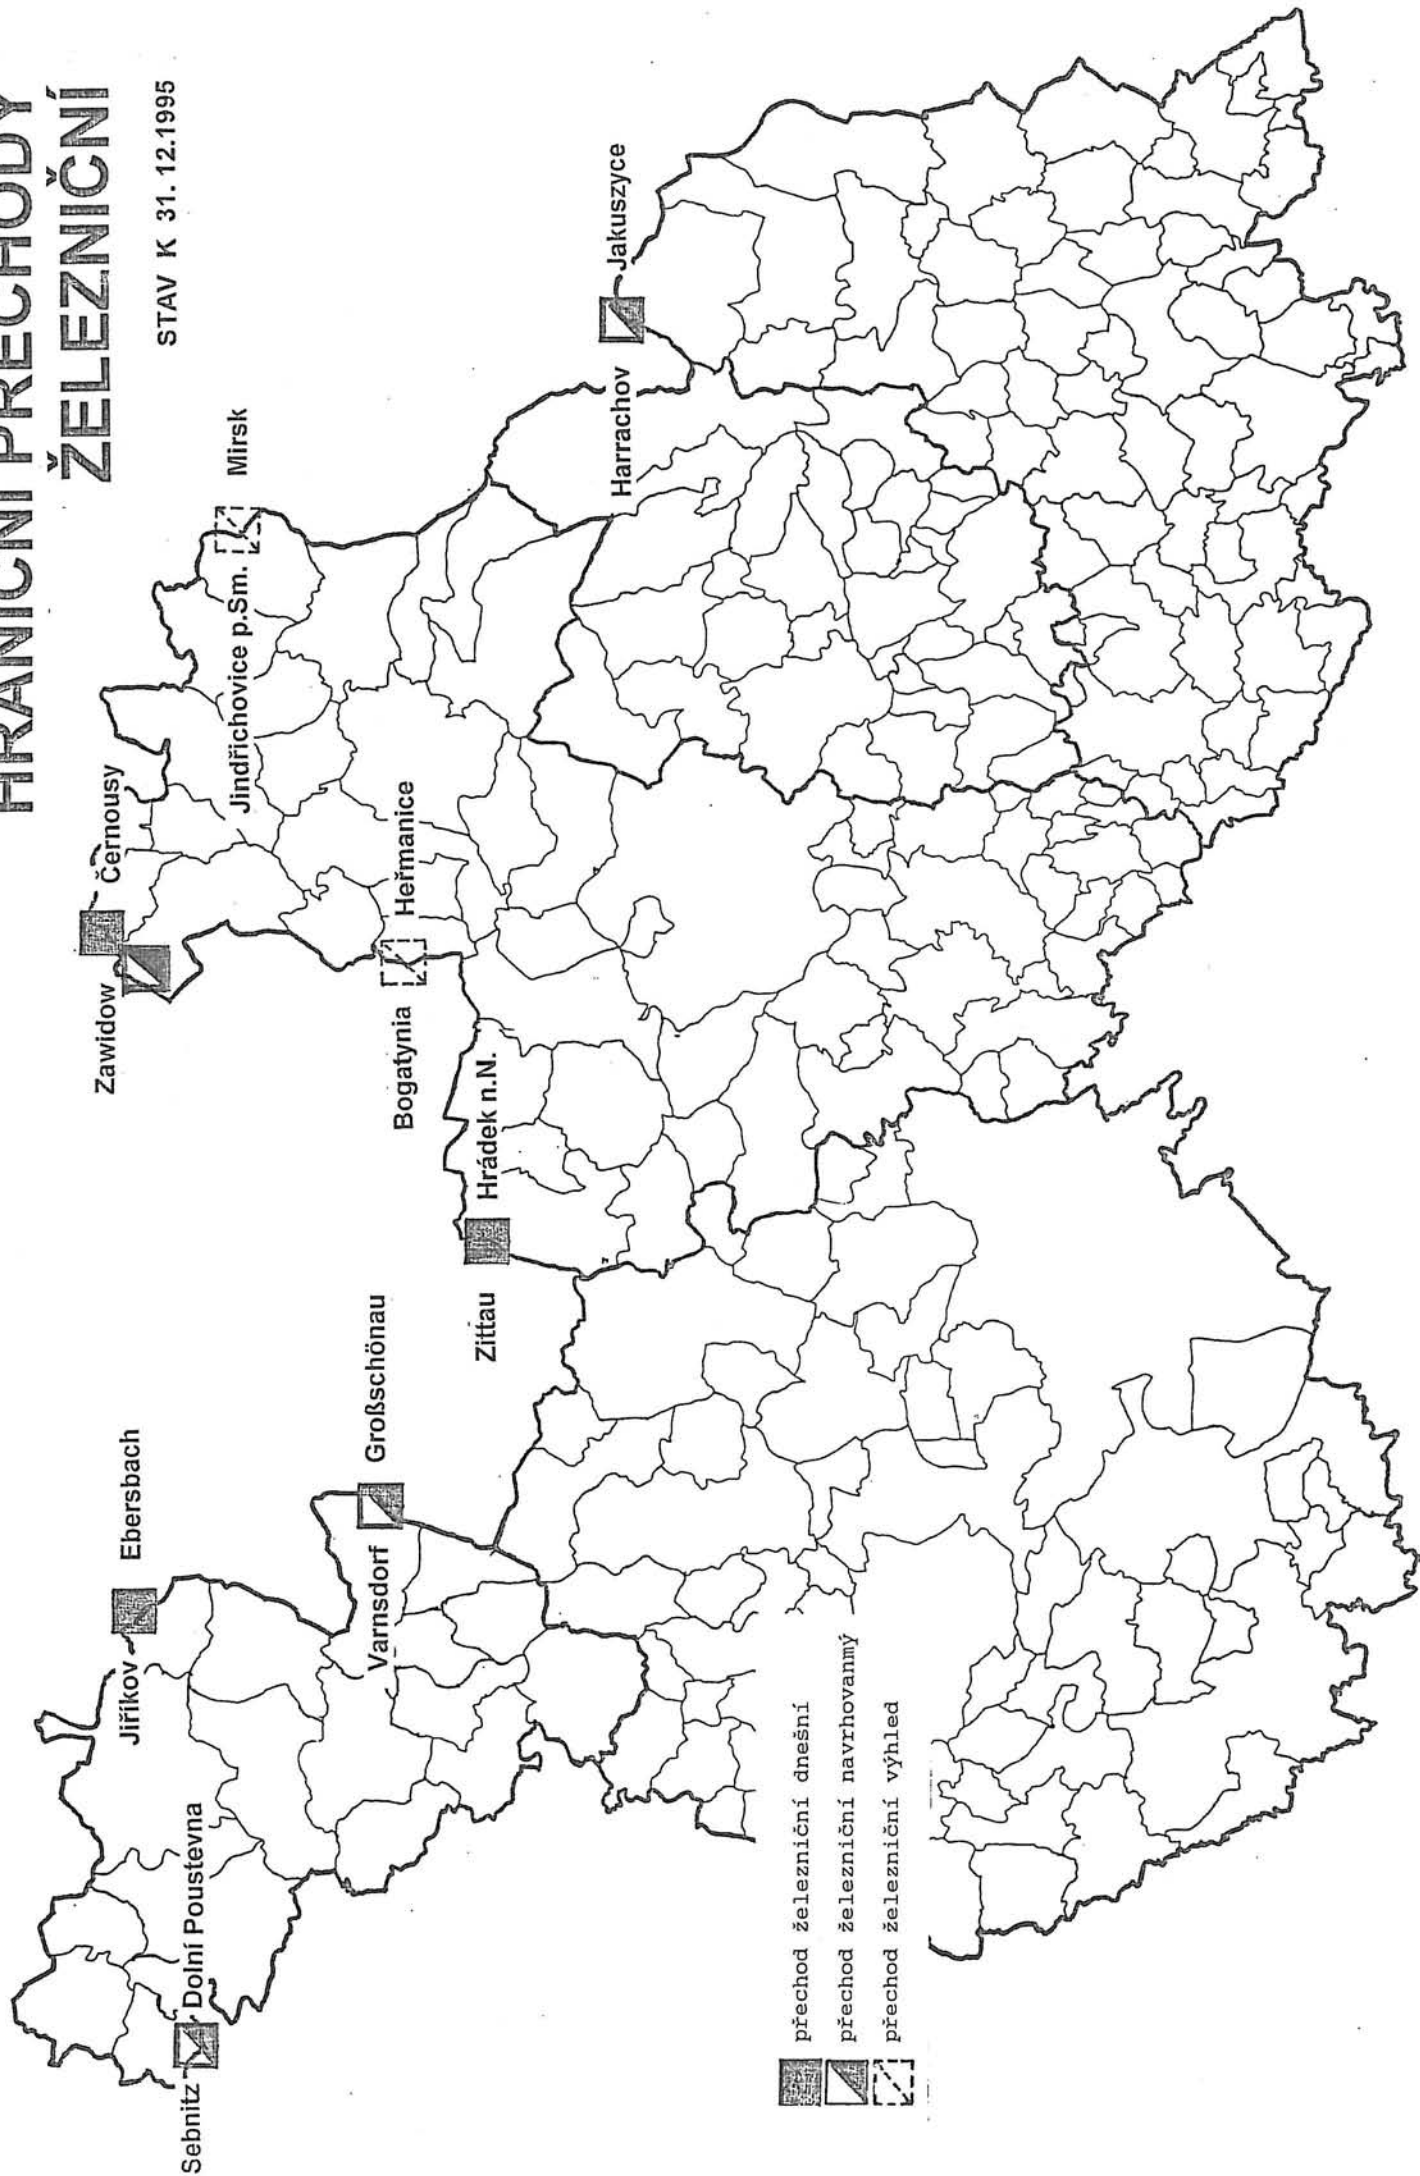 HRANIČNÍ PŘECHODY
ŽELEZNIČNÍ
STAV K 31.12.1995
Sebnitz
Dolní Poustevna
Jiříkov
Ebersbach
Varnsdorf
Großschönau
Zittau
Hrádek n.N.
Bogatynia
Heřmanice
Zawidow
Černousy
Jindřichovice p.Sm.
Mirsk
Harrachov
Jakuszyce
přechod železniční dnešní
přechod železniční navrhovanmý
přechod železniční výhled